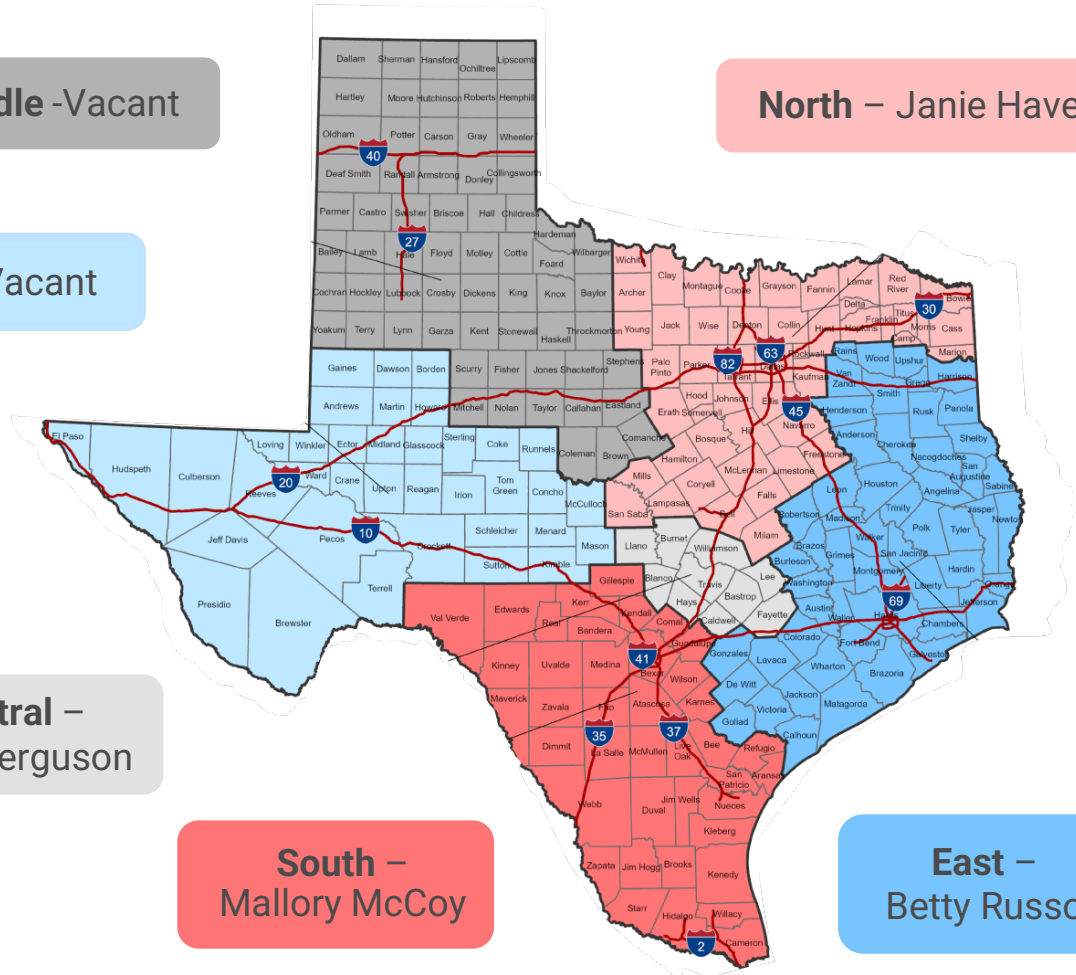 dle -Vacant
North – Janie Have
Vacant
tral –
erguson
South –
Mallory McCoy
East –
Betty Russo
Dallam Sherman Hansford Ochiltree Lipscomb
Hartley Moore Hutchinson Roberts Hemphill
Oldham Potter Carson Gray Wheeler
40
Deaf Smith Randall Armstrong Donley Collingsworth
Parmer Castro Swisher Briscoe Hall Childress
27
Hardeman
Bailey Lamb Hale Floyd Motley Cottle Foard Wilbarger Wichita
Clay Montague Cooke Grayson Fannin Lamar Red River Bowie
Cochran Hockley Lubbock Crosby Dickens King Knox Baylor Archer
Delta Titus Franklin Morris Cass
30
Yoakum Terry Lynn Garza Kent Stonewall Haskell Throckmorton Young Jack Wise Denton Collin Hunt Hopkins Camp Marion
82 63
Gaines Dawson Borden Scurry Fisher Jones Shackelford Stephens Palo Pinto Parker Tarrant Dallas Rockwall Kaufman Rains Wood Upshur
Van Zandt Smith Gregg Harrison
Andrews Martin Howard Mitchell Nolan Taylor Callahan Eastland Hood Johnson Ellis Erath Somervell
45
Navarro Henderson Rusk Panola
El Paso Hudspeth Culberson Loving Winkler Ector Midland Glasscock Sterling Coke Runnels Coleman Brown Comanche
Bosque Hill Freestone Anderson Cherokee Nacogdoches Shelby San Augustine Sabine
20
Reeves Ward Crane Upton Reagan Irion Tom Green Concho McCulloch Mills Hamilton Coryell McLennan Limestone Falls Leon Houston Angelina
San Saba Lampasas Bell Milam Robertson Madison Trinity Polk Tyler Jasper Newto
10
Jeff Davis Pecos Crockett Schleicher Menard Mason Llano Burnet Williamson Burleson Brazos Grimes Walker San Jacinto Hardin
Presidio Brewster Terrell Sutton Kimble Gillespie Blanco Travis Lee Bastrop Washington Montgomery Liberty Orange
69
Val Verde Edwards Real Kerr Kendall Bandera Comal Hays Caldwell Fayette Austin Waller Harris Jefferson Chambers
41
Kinney Uvalde Medina Bexar Guadalupe Gonzales Colorado Fort Bend Galveston
Lavaca Wharton Brazoria
Maverick Zavala Frio Atascosa Wilson Karnes De Witt Jackson Victoria Matagorda Goliad Calhoun
35 37
Dimmit La Salle McMullen Live Oak Bee Refugio San Patricio Aransas
Webb Duval Jim Wells Nueces Kleberg
Zapata Jim Hogg Brooks Kenedy
Starr Hidalgo Willacy Cameron
2